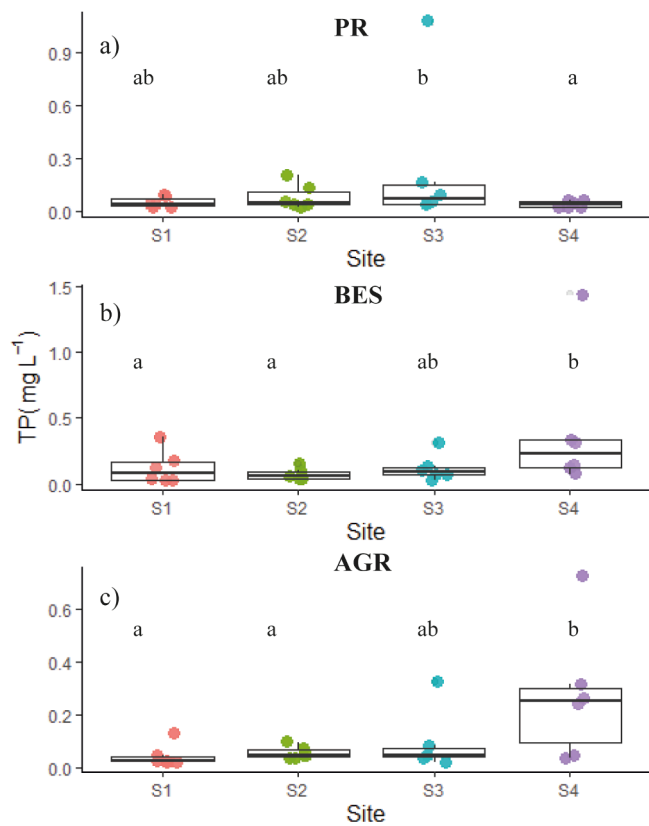 a) PR
0.9
ab ab b a
0.6
0.3
0.0
S1 S2 S3 S4
Site
1.5
b) BES
1.0
a a ab b
0.5
0.0
TP( mg L⁻¹)
S1 S2 S3 S4
Site
AGR
c)
0.6
a a ab b
0.4
0.2
0.0
S1 S2 S3 S4
Site